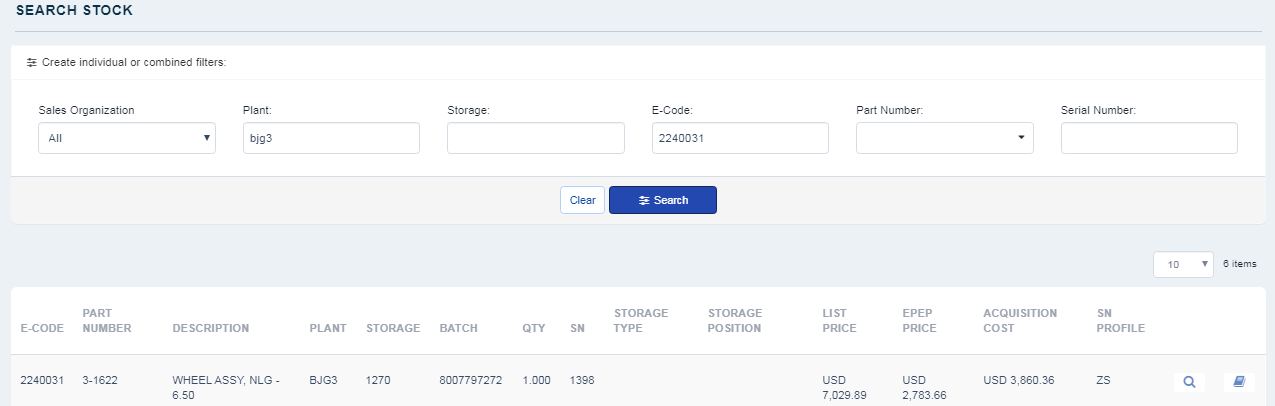 SEARCH STOCK
Create individual or combined filters:
Sales Organization Plant: Storage: E-Code: Part Number: Serial Number:
All bjg3 2240031
Clear Search
10 6 items
E-CODE PART NUMBER DESCRIPTION PLANT STORAGE BATCH QTY SN STORAGE TYPE STORAGE POSITION LIST PRICE EPEP PRICE ACQUISITION COST SN PROFILE
2240031 3-1622 WHEEL ASSY, NLG - 6.50 BJG3 1270 8007797272 1.000 1398 USD 7,029.89 USD 2,783.66 USD 3,860.36 ZS